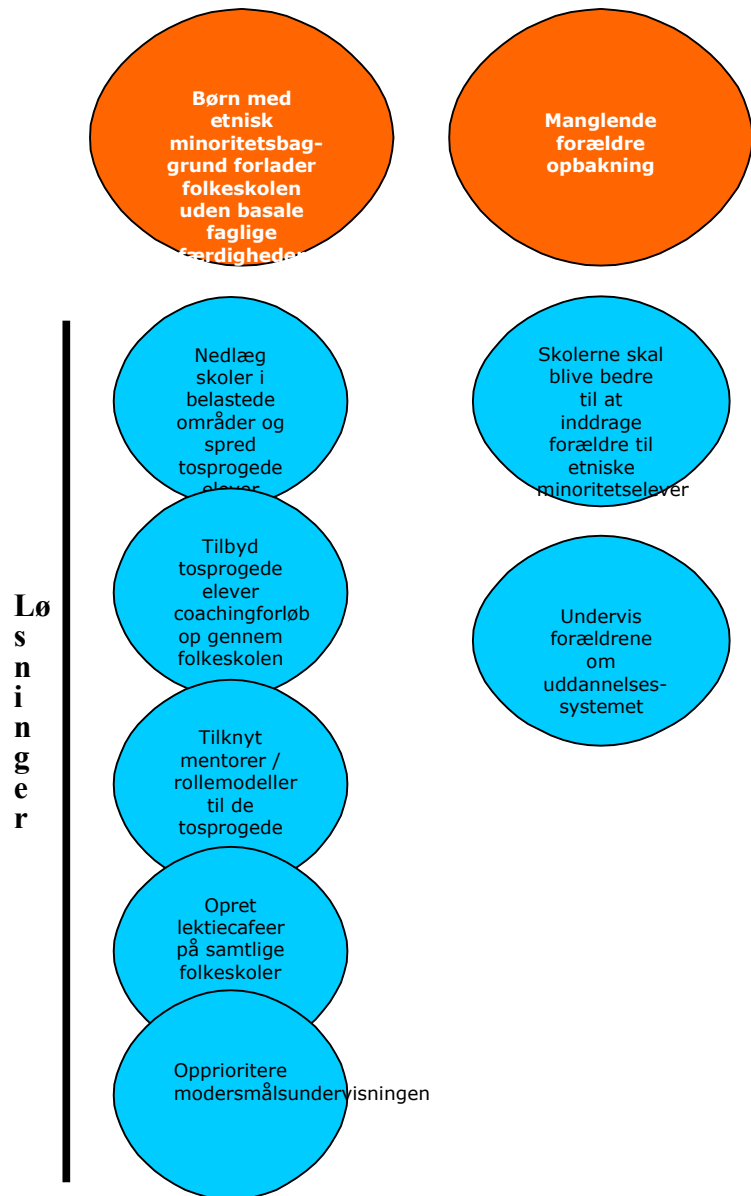 Børn med
etnisk
minoritetsbag-
grund forlader
folkeskolen
uden basale
faglige
færdigheder
Manglende
forældre
opbakning
Løsninger
Nedlæg
skoler i
belastede
områder og
spred
tosprogede
elever
Tilbyd
tosprogede
elever
coachingforløb
op gennem
folkeskolen
Tilknyt
mentorer /
rollemodeller
til de
tosprogede
Opret
lektiecafeer
på samtlige
folkeskoler
Opprioritere
modersmålsundervisningen
Skolerne skal
blive bedre
til at
inddrage
forældre til
etniske
minoritetselever
Undervis
forældrene
om
uddannelses-
systemet